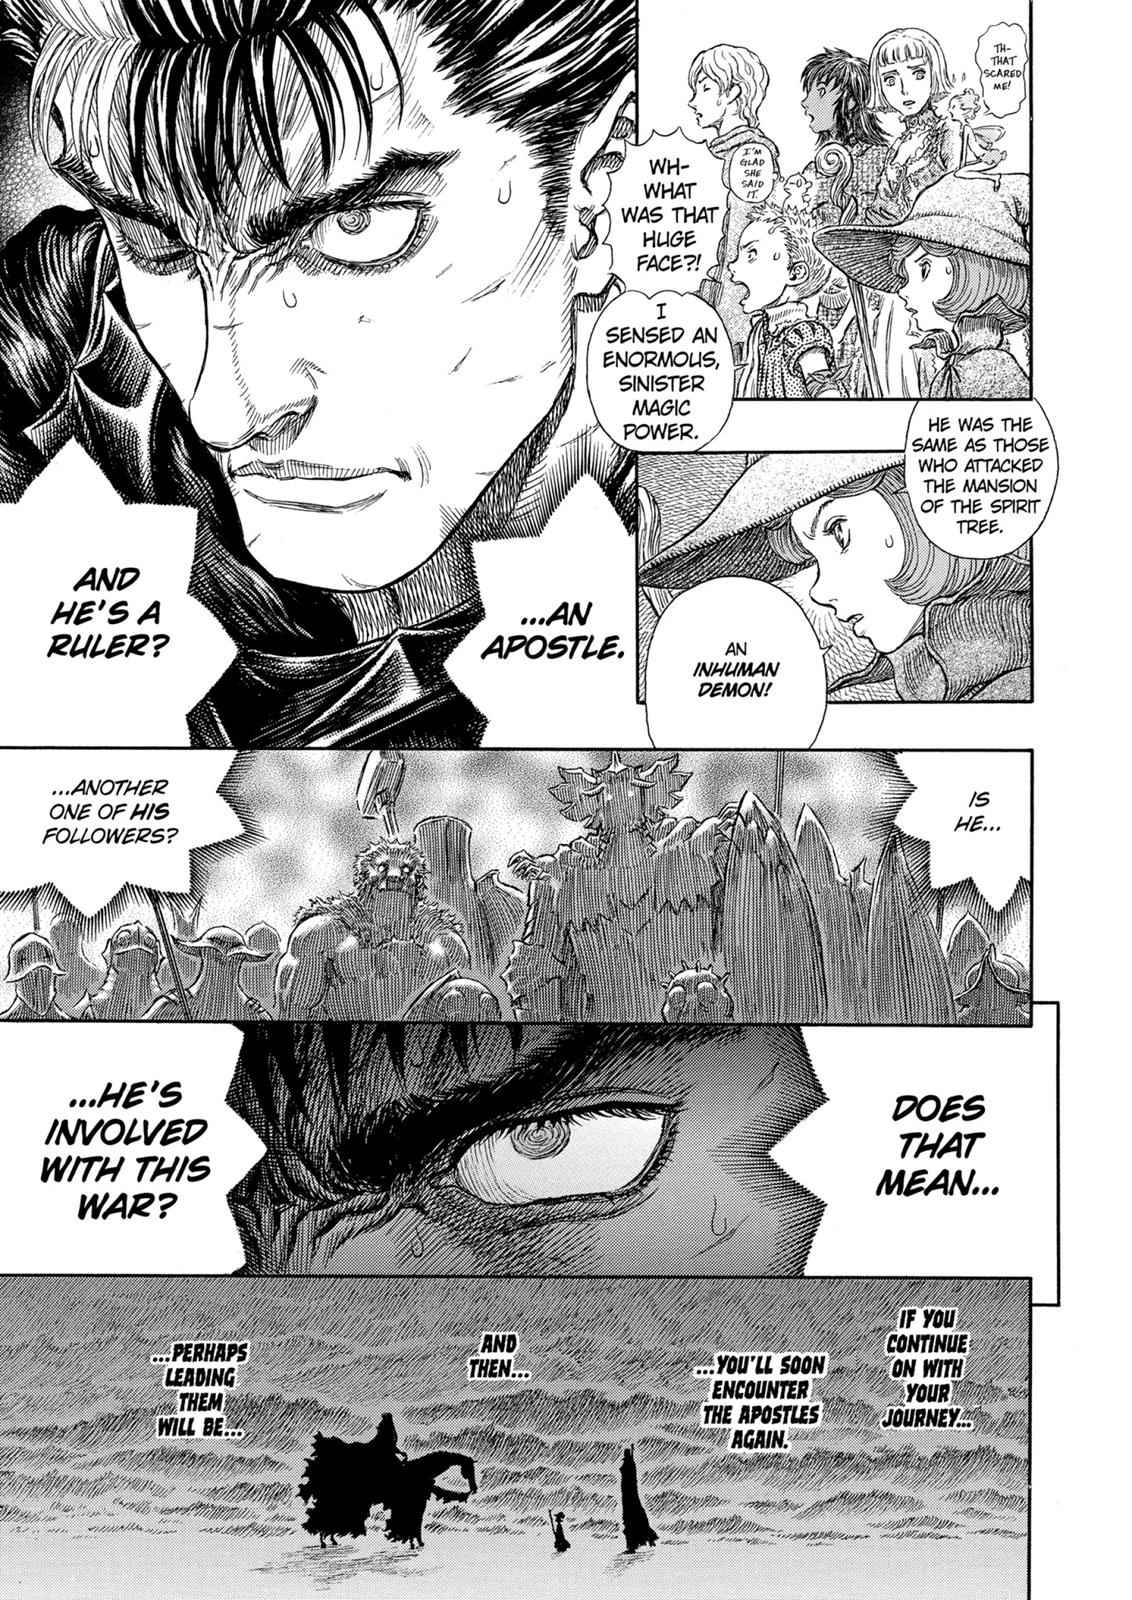 TH-
THAT
SCARED
ME!
I'M
GLAD
SHE
SAID
IT.
WH-
WHAT
WAS THAT
HUGE
FACE?!
I
SENSED AN
ENORMOUS,
SINISTER
MAGIC
POWER.
HE WAS THE
SAME AS THOSE
WHO ATTACKED
THE MANSION
OF THE SPIRIT
TREE.
AN
INHUMAN
DEMON!
...AN
APOSTLE.
AND
HE'S A
RULER?
IS
HE...
...ANOTHER
ONE OF HIS
FOLLOWERS?
DOES
THAT
MEAN...
...HE'S
INVOLVED
WITH THIS
WAR?
IF YOU
CONTINUE
ON WITH
YOUR
JOURNEY...
...YOU'LL SOON
ENCOUNTER
THE APOSTLES
AGAIN.
AND
THEN...
...PERHAPS
LEADING
THEM
WILL BE...